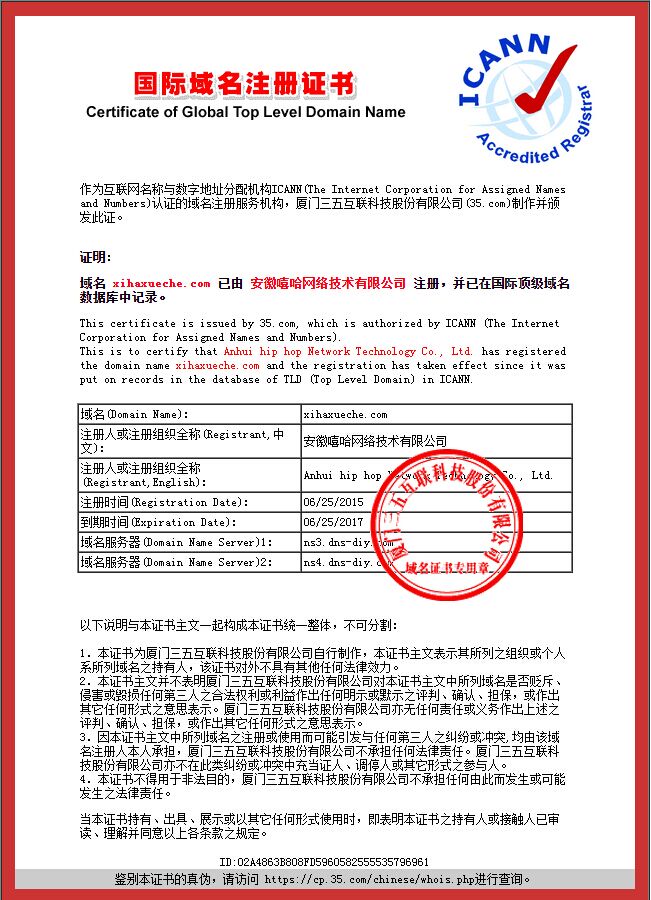 国际域名注册证书
Certificate of Global Top Level Domain Name
ICANN
Accredited Registrar
作为互联网名称与数字地址分配机构ICANN(The Internet Corporation for Assigned Names
and Numbers)认证的域名注册服务机构，厦门三五互联科技股份有限公司(35.com)制作并颁
发此证。
证明：
域名 xihaxueche.com 已由 安徽嘻哈网络技术有限公司 注册，并已在国际顶级域名
数据库中记录。
This certificate is issued by 35.com, which is authorized by ICANN (The Internet
Corporation for Assigned Names and Numbers).
This is to certify that Anhui hip hop Network Technology Co., Ltd. has registered
the domain name xihaxueche.com and the registration has taken effect since it was
put on records in the database of TLD (Top Level Domain) in ICANN.
域名(Domain Name)： xihaxueche.com
注册人或注册组织全称(Registrant,中
文)： 安徽嘻哈网络技术有限公司
注册人或注册组织全称
(Registrant,English)： Anhui hip hop Network Technology Co., Ltd.
注册时间(Registration Date)： 06/25/2015
到期时间(Expiration Date)： 06/25/2017
域名服务器(Domain Name Server)1： ns3.dns-diy.com
域名服务器(Domain Name Server)2： ns4.dns-diy.com
厦门三五互联科技股份有限公司
域名证书专用章
以下说明与本证书主文一起构成本证书统一整体，不可分割：
1．本证书为厦门三五互联科技股份有限公司自行制作，本证书主文表示其所列之组织或个人
系所列域名之持有人，该证书对外不具有其他任何法律效力。
2．本证书主文并不表明厦门三五互联科技股份有限公司对本证书主文中所列域名是否贬斥、
侵害或毁损任何第三人之合法权利或利益作出任何明示或默示之评判、确认、担保，或作出
其它任何形式之意思表示。厦门三五互联科技股份有限公司亦无任何责任或义务作出上述之
评判、确认、担保，或作出其它任何形式之意思表示。
3．因本证书主文中所列域名之注册或使用而可能引发与任何第三人之纠纷或冲突,均由该域
名注册人本人承担，厦门三五互联科技股份有限公司不承担任何法律责任。厦门三五互联科
技股份有限公司亦不在此类纠纷或冲突中充当证人、调停人或其它形式之参与人。
4．本证书不得用于非法目的，厦门三五互联科技股份有限公司不承担任何由此而发生或可能
发生之法律责任。
当本证书持有、出具、展示或以其它任何形式使用时，即表明本证书之持有人或接触人已审
读、理解并同意以上各条款之规定。
ID:02A4863B808FD5960582555535796961
鉴别本证书的真伪，请访问 https://cp.35.com/chinese/whois.php进行查询。